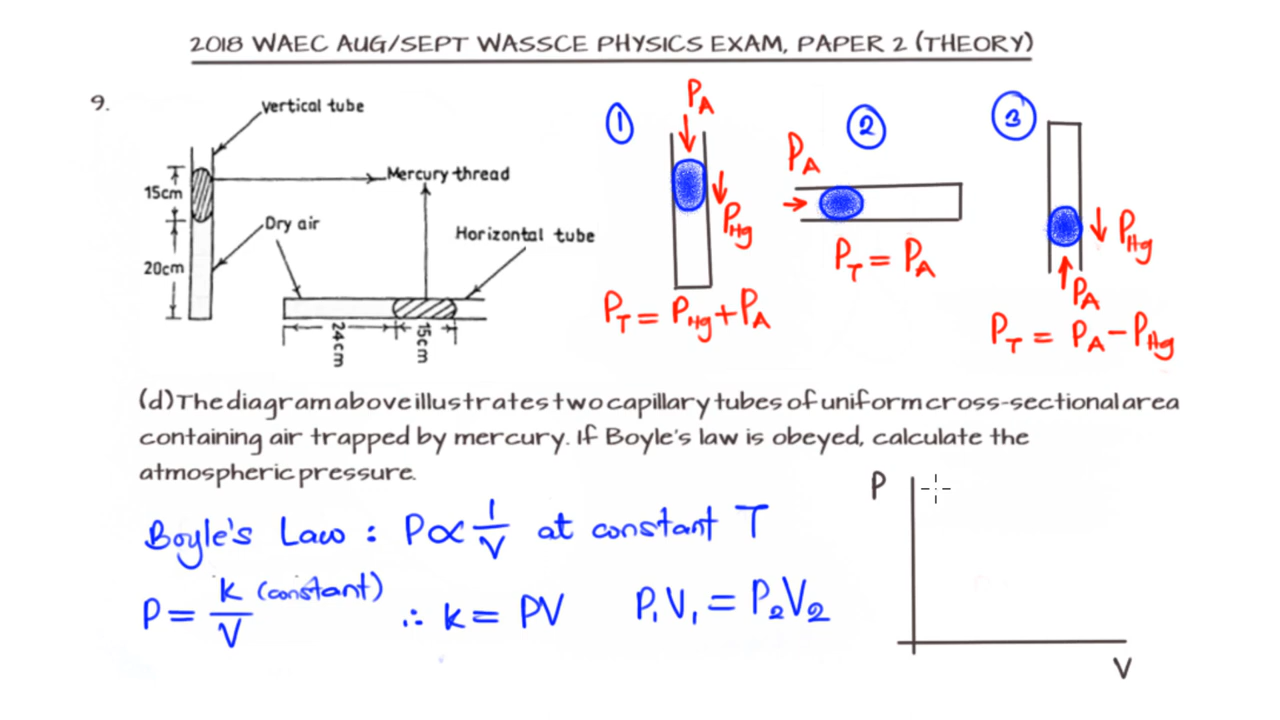 2018 WAEC AUG/SEPT WASSCE PHYSICS EXAM, PAPER 2 (THEORY)
9.
vertical tube
15cm
Mercury thread
Dry air
Horizontal tube
20cm
24cm
15cm
1
PA
PHg
PT = PHg + PA
2
PA
PT = PA
3
PHg
PA
PT = PA - PHg
(d) The diagram above illustrates two capillary tubes of uniform cross-sectional area
containing air trapped by mercury. If Boyle's law is obeyed, calculate the
atmospheric pressure.
Boyle's Law : P ∝ 1/V at constant T
P = K (constant)/V ∴ K = PV P1V1 = P2V2
P
V